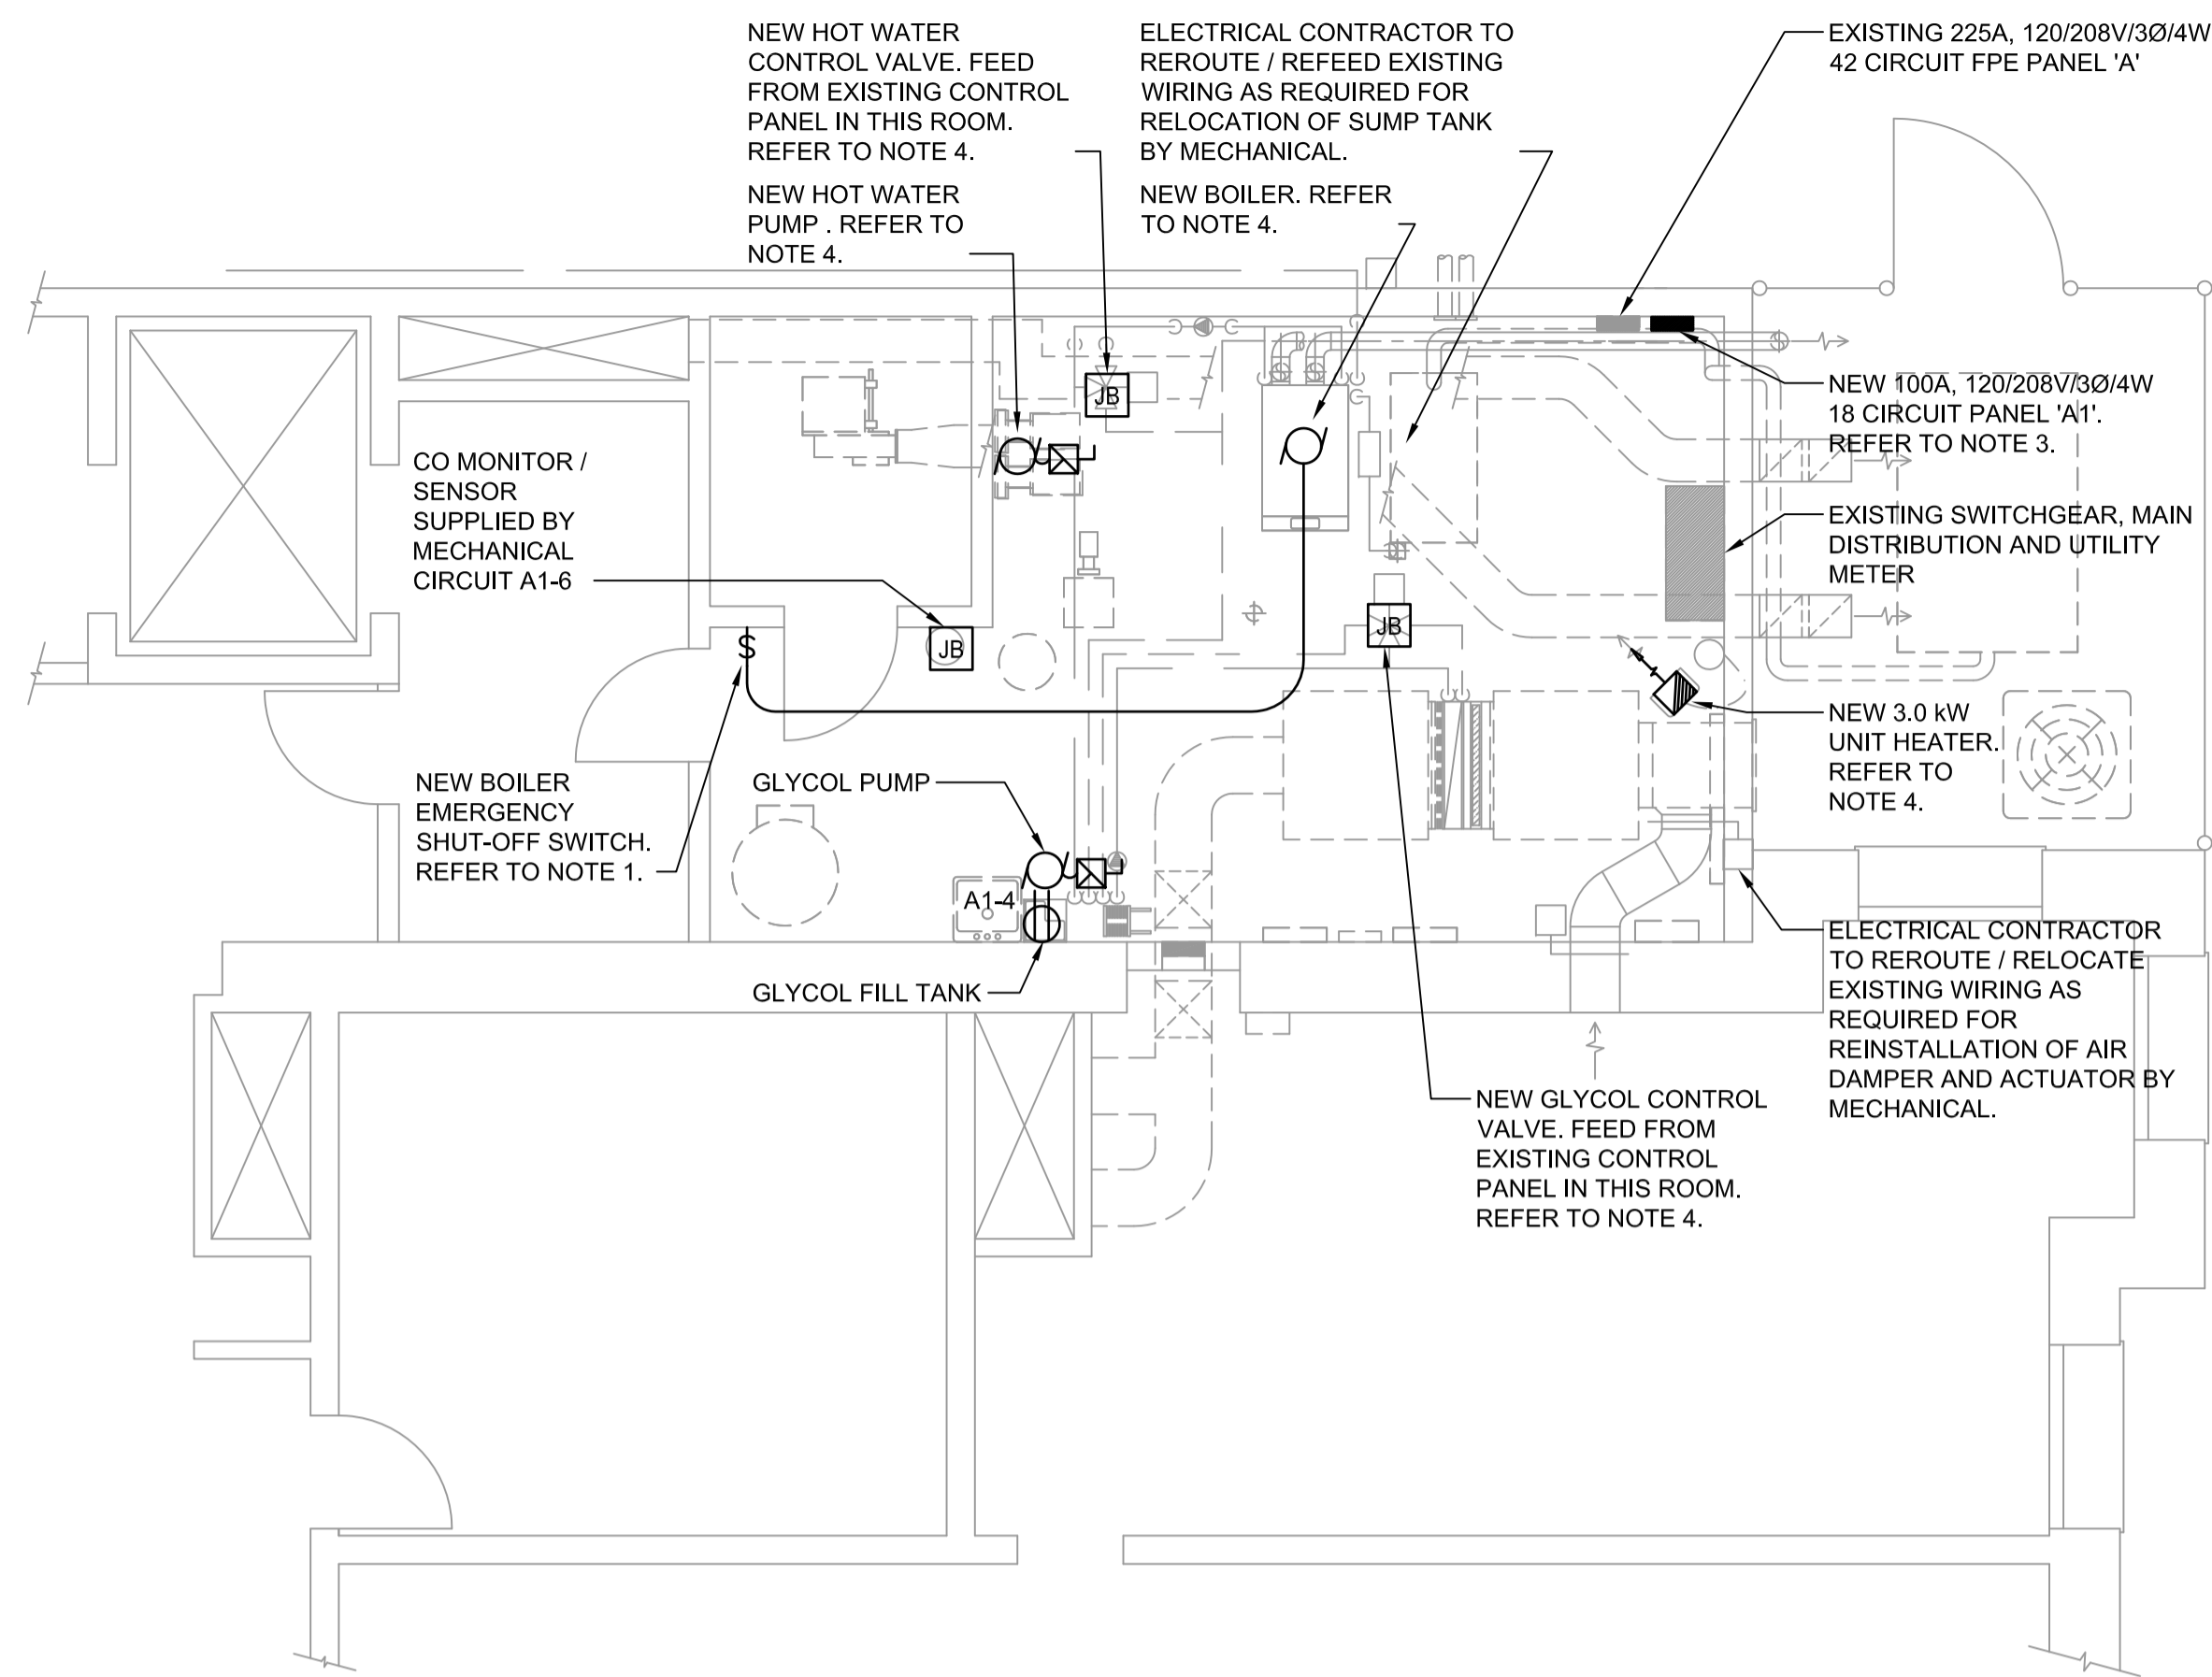 NEW HOT WATER
CONTROL VALVE. FEED
FROM EXISTING CONTROL
PANEL IN THIS ROOM.
REFER TO NOTE 4.
NEW HOT WATER
PUMP . REFER TO
NOTE 4.
ELECTRICAL CONTRACTOR TO
REROUTE / REFEED EXISTING
WIRING AS REQUIRED FOR
RELOCATION OF SUMP TANK
BY MECHANICAL.
NEW BOILER. REFER
TO NOTE 4.
EXISTING 225A, 120/208V/3Ø/4W
42 CIRCUIT FPE PANEL 'A'
NEW 100A, 120/208V/3Ø/4W
18 CIRCUIT PANEL 'A1'.
REFER TO NOTE 3.
JB
CO MONITOR /
SENSOR
SUPPLIED BY
MECHANICAL
CIRCUIT A1-6
EXISTING SWITCHGEAR, MAIN
DISTRIBUTION AND UTILITY
METER
JB
S
JB
NEW 3.0 kW
UNIT HEATER.
REFER TO
NOTE 4.
NEW BOILER
EMERGENCY
SHUT-OFF SWITCH.
REFER TO NOTE 1.
GLYCOL PUMP
A1-4
GLYCOL FILL TANK
ELECTRICAL CONTRACTOR
TO REROUTE / RELOCATE
EXISTING WIRING AS
REQUIRED FOR
REINSTALLATION OF AIR
DAMPER AND ACTUATOR BY
MECHANICAL.
NEW GLYCOL CONTROL
VALVE. FEED FROM
EXISTING CONTROL
PANEL IN THIS ROOM.
REFER TO NOTE 4.